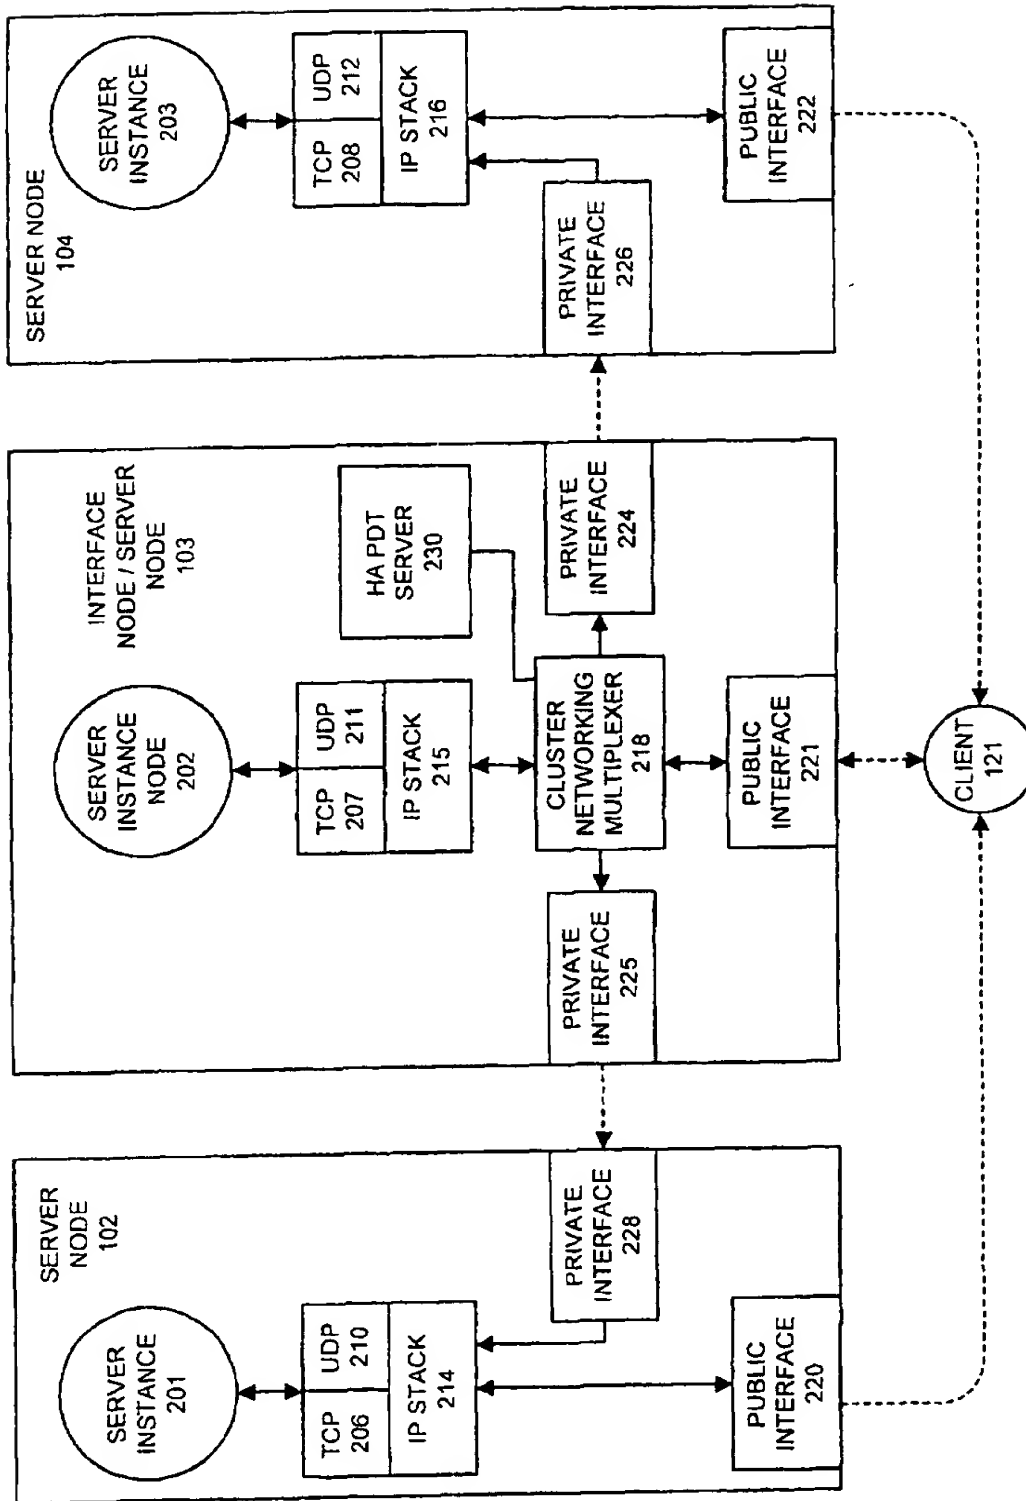 SERVER
NODE
102
SERVER
INSTANCE
201
TCP
206
UDP
210
IP STACK
214
PRIVATE
INTERFACE
228
PUBLIC
INTERFACE
220
INTERFACE
NODE / SERVER
NODE
103
SERVER
INSTANCE
NODE
202
TCP
207
UDP
211
IP STACK
215
HA PDT
SERVER
230
PRIVATE
INTERFACE
225
CLUSTER
NETWORKING
MULTIPLEXER
218
PRIVATE
INTERFACE
224
PUBLIC
INTERFACE
221
SERVER NODE
104
SERVER
INSTANCE
203
TCP
208
UDP
212
IP STACK
216
PRIVATE
INTERFACE
226
PUBLIC
INTERFACE
222
CLIENT
121